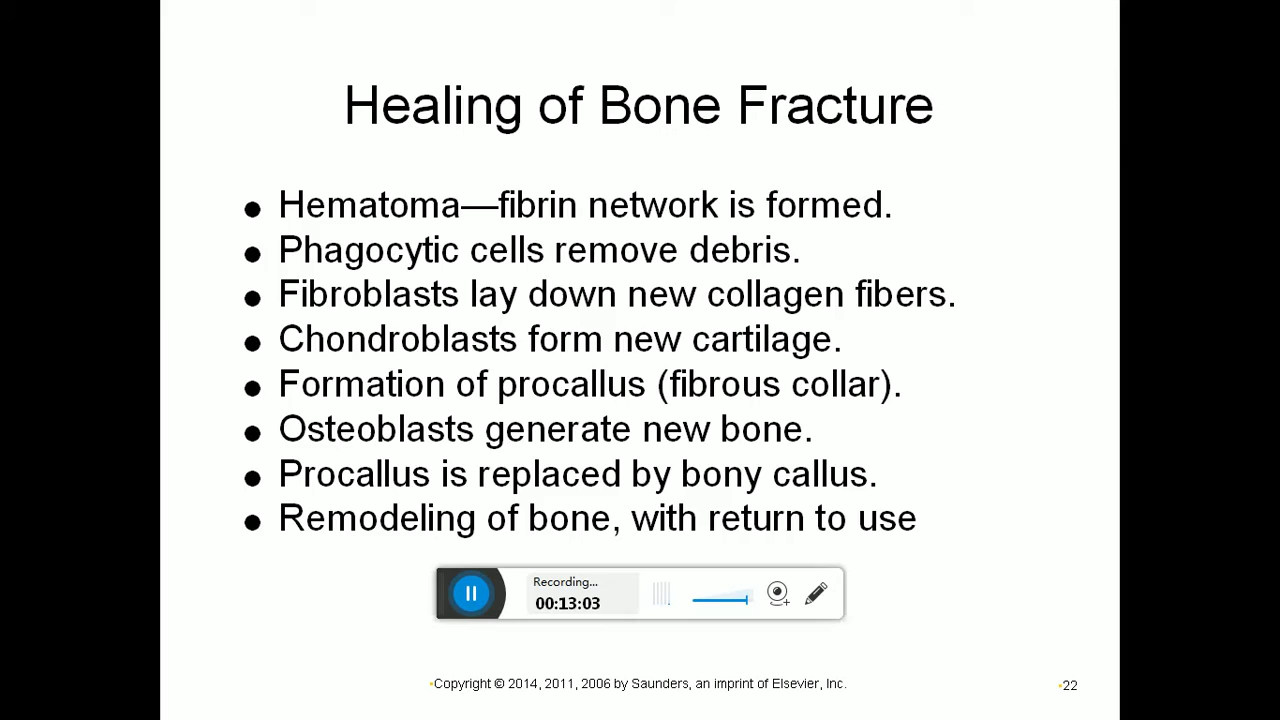 Healing of Bone Fracture
● Hematoma—fibrin network is formed.
● Phagocytic cells remove debris.
● Fibroblasts lay down new collagen fibers.
● Chondroblasts form new cartilage.
● Formation of procallus (fibrous collar).
● Osteoblasts generate new bone.
● Procallus is replaced by bony callus.
● Remodeling of bone, with return to use
Recording...
00:13:03
•Copyright © 2014, 2011, 2006 by Saunders, an imprint of Elsevier, Inc.
•22